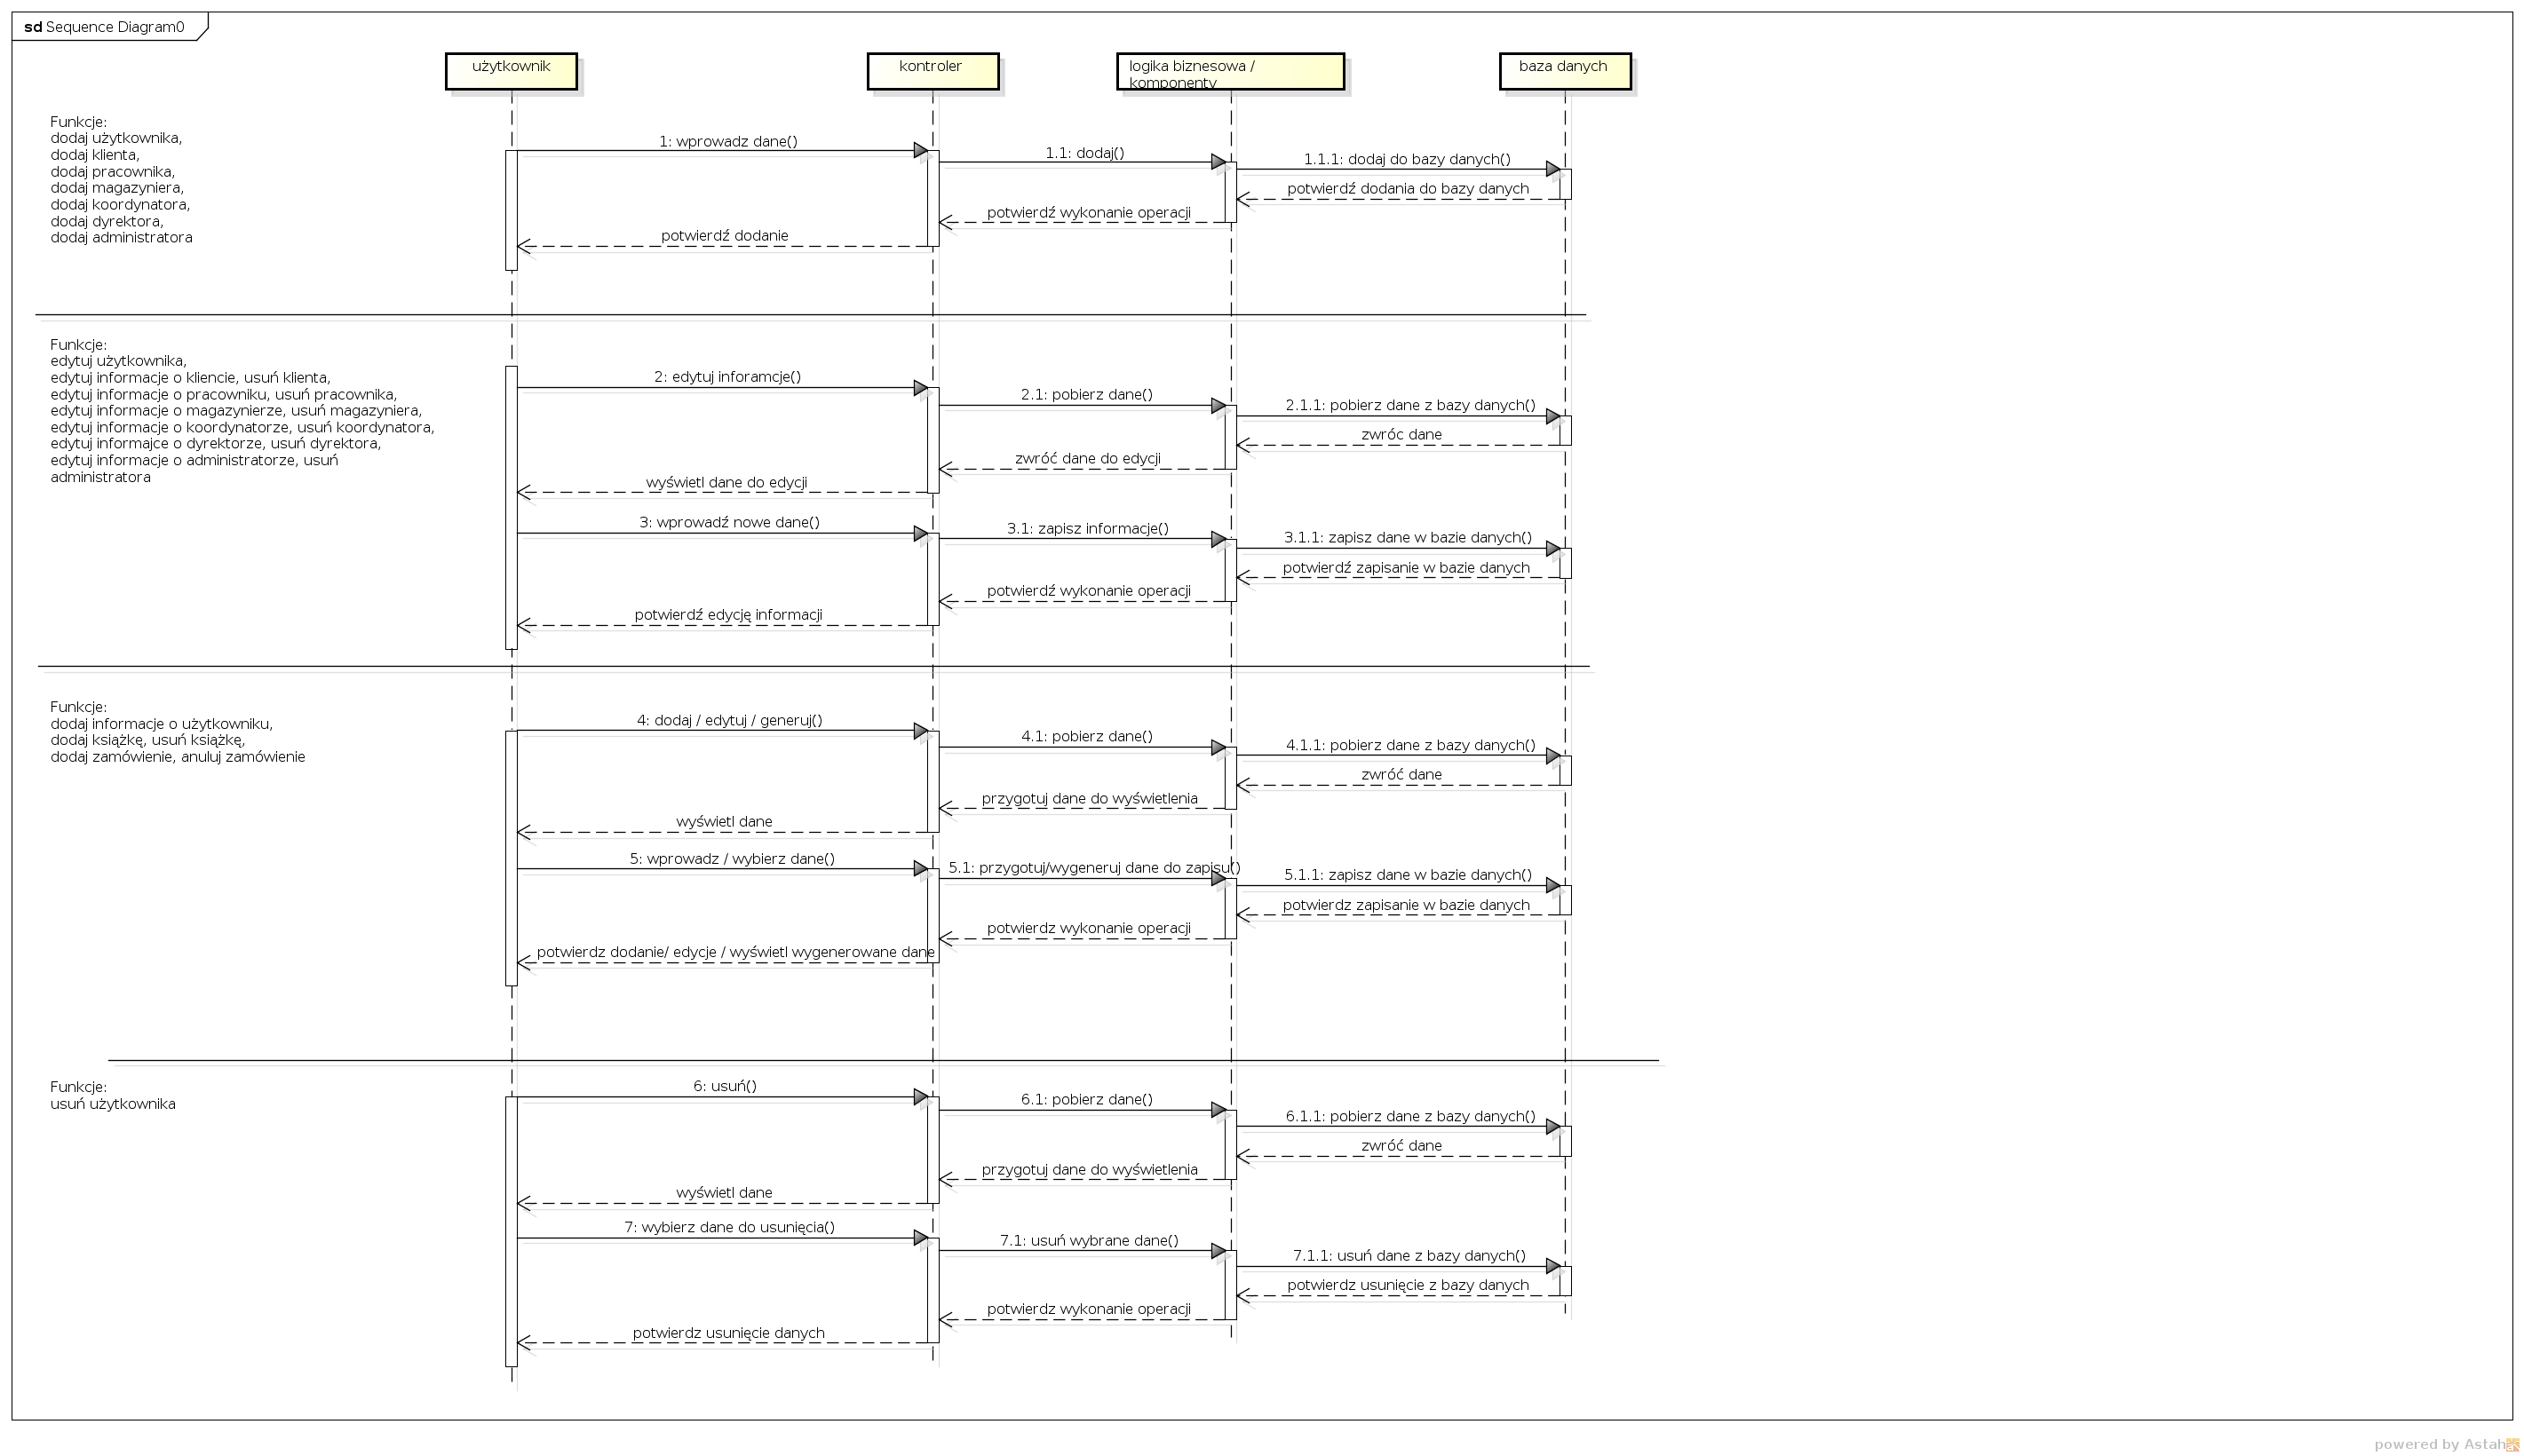 sd Sequence Diagram0
użytkownik
kontroler
logika biznesowa /
komponenty
baza danych
Funkcje:
dodaj użytkownika,
dodaj klienta,
dodaj pracownika,
dodaj magazyniera,
dodaj koordynatora,
dodaj dyrektora,
dodaj administratora
1: wprowadz dane()
1.1: dodaj()
1.1.1: dodaj do bazy danych()
potwierdź dodania do bazy danych
potwierdź wykonanie operacji
potwierdź dodanie
Funkcje:
edytuj użytkownika,
edytuj informacje o kliencie, usuń klienta,
edytuj informacje o pracowniku, usuń pracownika,
edytuj informacje o magazynierze, usuń magazyniera,
edytuj informacje o koordynatorze, usuń koordynatora,
edytuj informajce o dyrektorze, usuń dyrektora,
edytuj informacje o administratorze, usuń
administratora
2: edytuj inforamcje()
2.1: pobierz dane()
2.1.1: pobierz dane z bazy danych()
zwróc dane
zwróć dane do edycji
wyświetl dane do edycji
3: wprowadź nowe dane()
3.1: zapisz informacje()
3.1.1: zapisz dane w bazie danych()
potwierdź zapisanie w bazie danych
potwierdź wykonanie operacji
potwierdź edycję informacji
Funkcje:
dodaj informacje o użytkowniku,
dodaj książkę, usuń książkę,
dodaj zamówienie, anuluj zamówienie
4: dodaj / edytuj / generuj()
4.1: pobierz dane()
4.1.1: pobierz dane z bazy danych()
zwróć dane
przygotuj dane do wyświetlenia
wyświetl dane
5: wprowadz / wybierz dane()
5.1: przygotuj/wygeneruj dane do zapisu()
5.1.1: zapisz dane w bazie danych()
potwierdz zapisanie w bazie danych
potwierdz wykonanie operacji
potwierdz dodanie/ edycje / wyświetl wygenerowane dane
Funkcje:
usuń użytkownika
6: usuń()
6.1: pobierz dane()
6.1.1: pobierz dane z bazy danych()
zwróć dane
przygotuj dane do wyświetlenia
wyświetl dane
7: wybierz dane do usunięcia()
7.1: usuń wybrane dane()
7.1.1: usuń dane z bazy danych()
potwierdz usunięcie z bazy danych
potwierdz wykonanie operacji
potwierdz usunięcie danych
powered by Astah